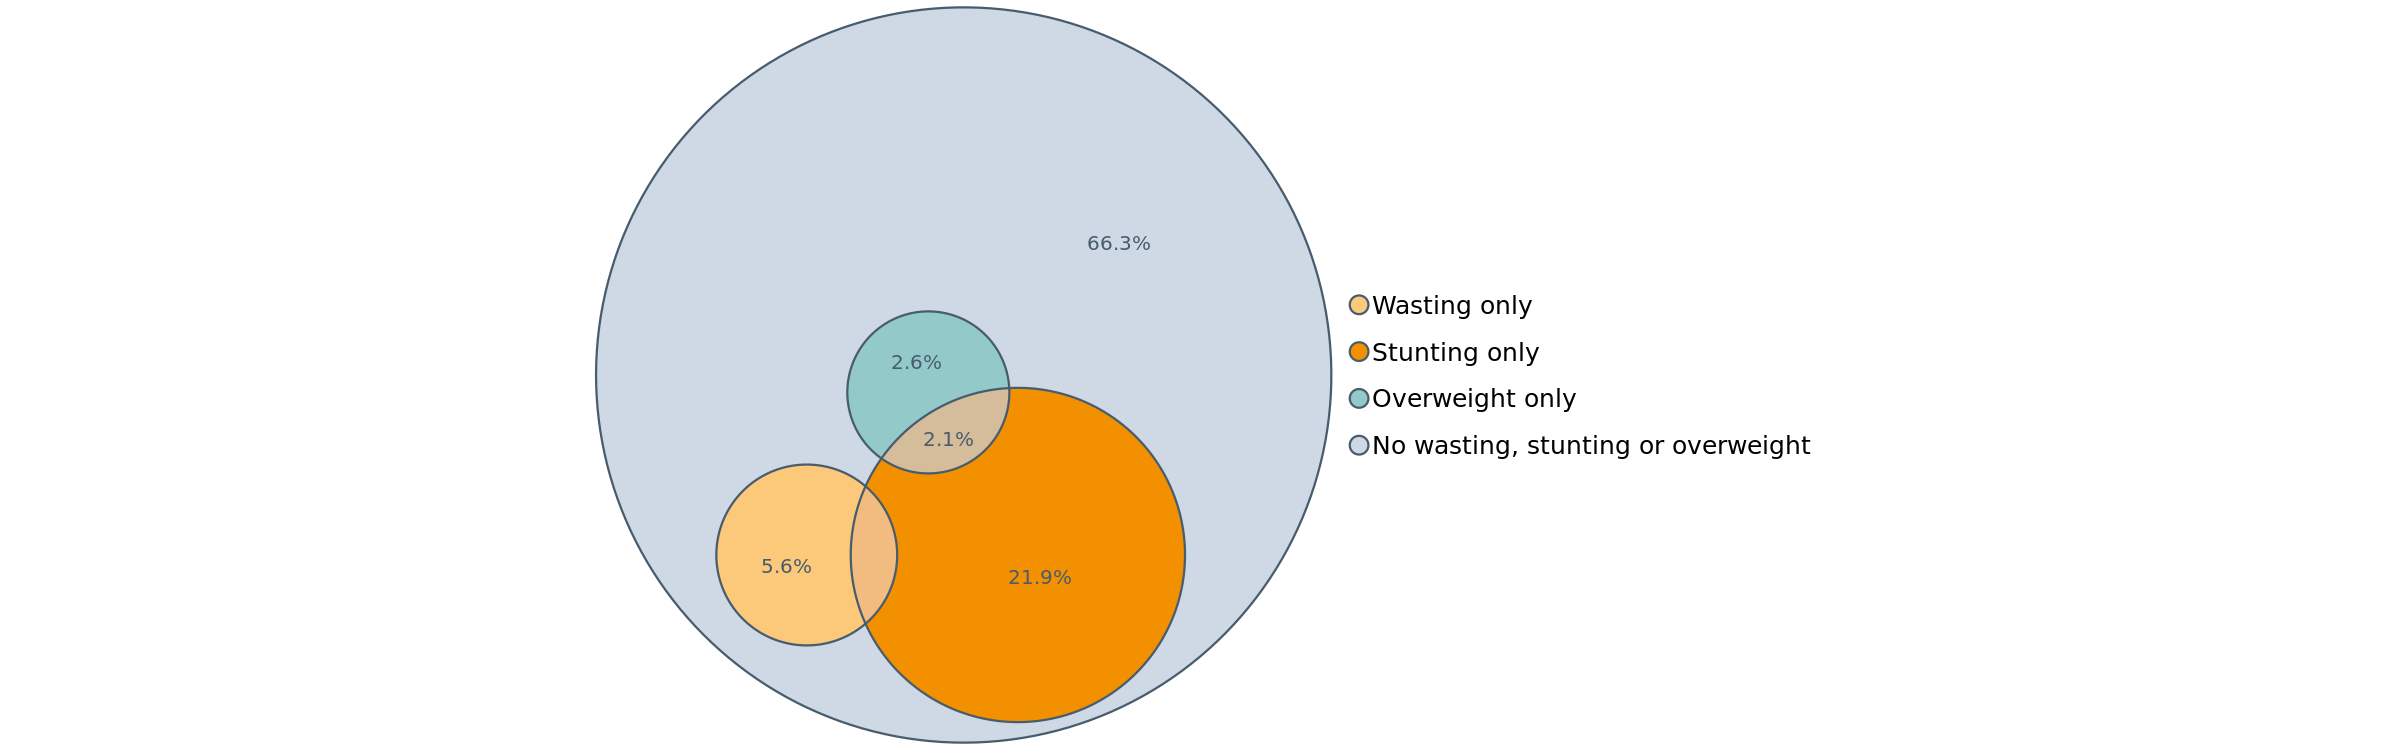 66.3%
2.6%
2.1%
5.6%
21.9%
Wasting only
Stunting only
Overweight only
No wasting, stunting or overweight